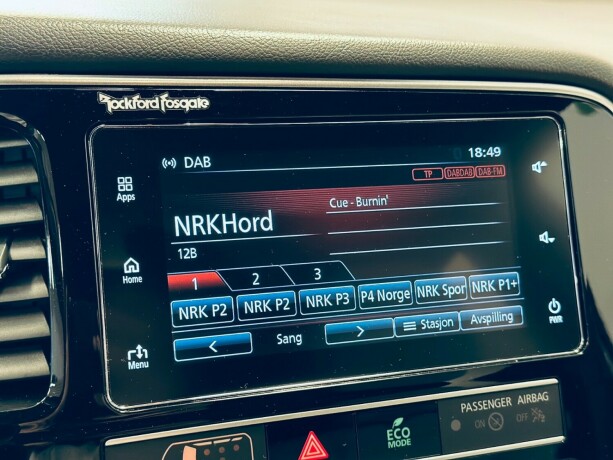 Rockford Fosgate
DAB
18:49
TP DABDAB DAB-FM
Apps
Cue - Burnin'
NRKHord
12B
Home
1 2 3
NRK P2 NRK P2 NRK P3 P4 Norge NRK Spor NRK P1+
< Sang > Stasjon Avspilling
PWR
Menu
PASSENGER AIRBAG
ON OFF
ECO
MODE